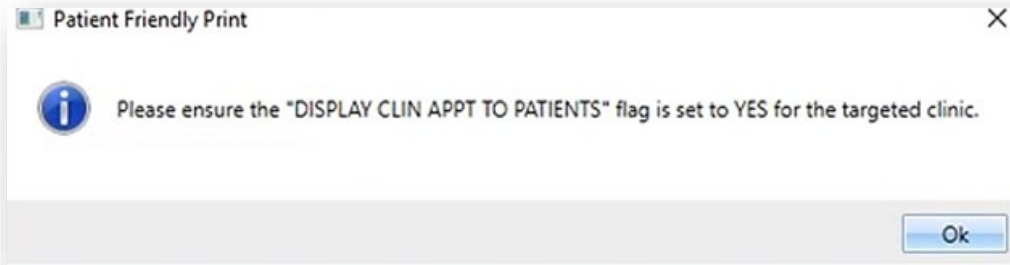 Patient Friendly Print
Please ensure the "DISPLAY CLIN APPT TO PATIENTS" flag is set to YES for the targeted clinic.
Ok